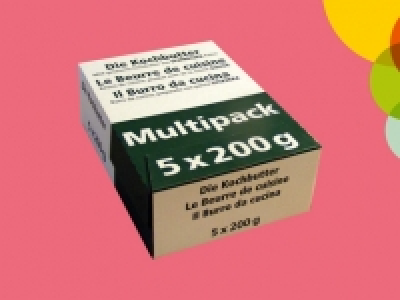 Die Kochbutter
Le Beurre de cuisine
Il Burro da cucina
Multipack
5 x 200 g
Die Kochbutter
Le Beurre de cuisine
Il Burro da cucina
5 x 200 g